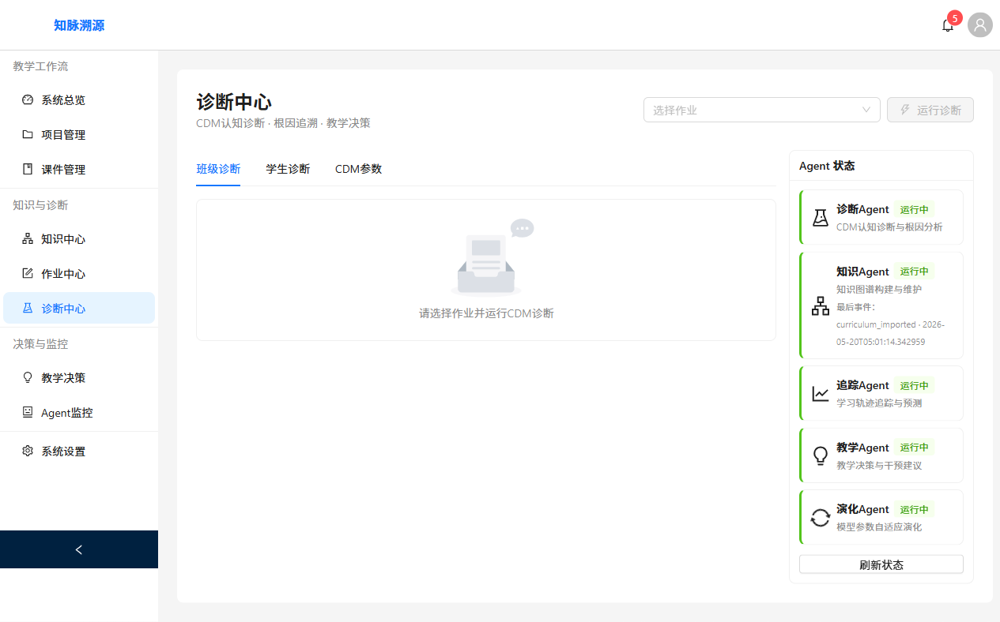 知脉溯源
5
教学工作流
系统总览
项目管理
课件管理
知识与诊断
知识中心
作业中心
诊断中心
决策与监控
教学决策
Agent监控
系统设置
诊断中心
CDM认知诊断 · 根因追溯 · 教学决策
选择作业
运行诊断
班级诊断 学生诊断 CDM参数
请选择作业并运行CDM诊断
Agent 状态
诊断Agent 运行中
CDM认知诊断与根因分析
知识Agent 运行中
知识图谱构建与维护
最后事件：
curriculum_imported · 2026-
05-20T05:01:14.342959
追踪Agent 运行中
学习轨迹追踪与预测
教学Agent 运行中
教学决策与干预建议
演化Agent 运行中
模型参数自适应演化
刷新状态